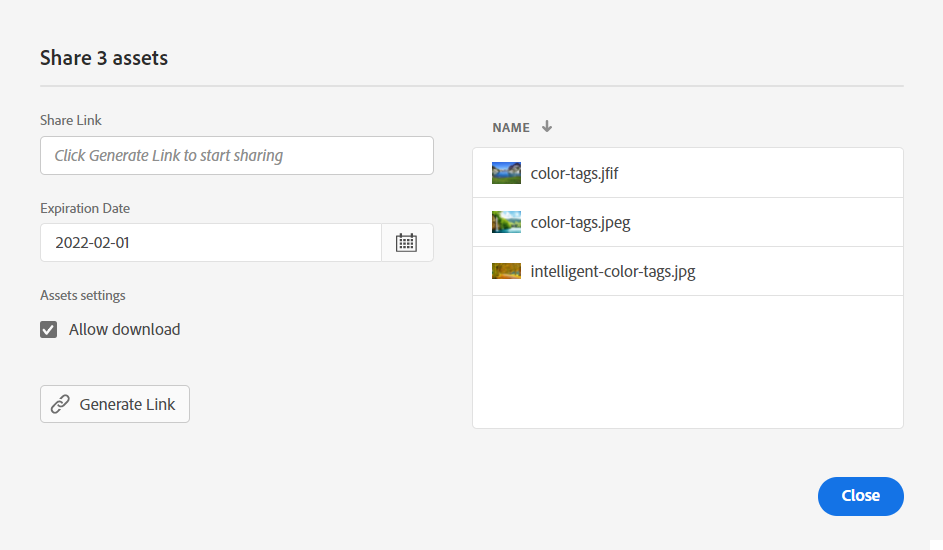 Share 3 assets
Share Link
Click Generate Link to start sharing
Expiration Date
2022-02-01
Assets settings
Allow download
Generate Link
NAME
color-tags.jfif
color-tags.jpeg
intelligent-color-tags.jpg
Close